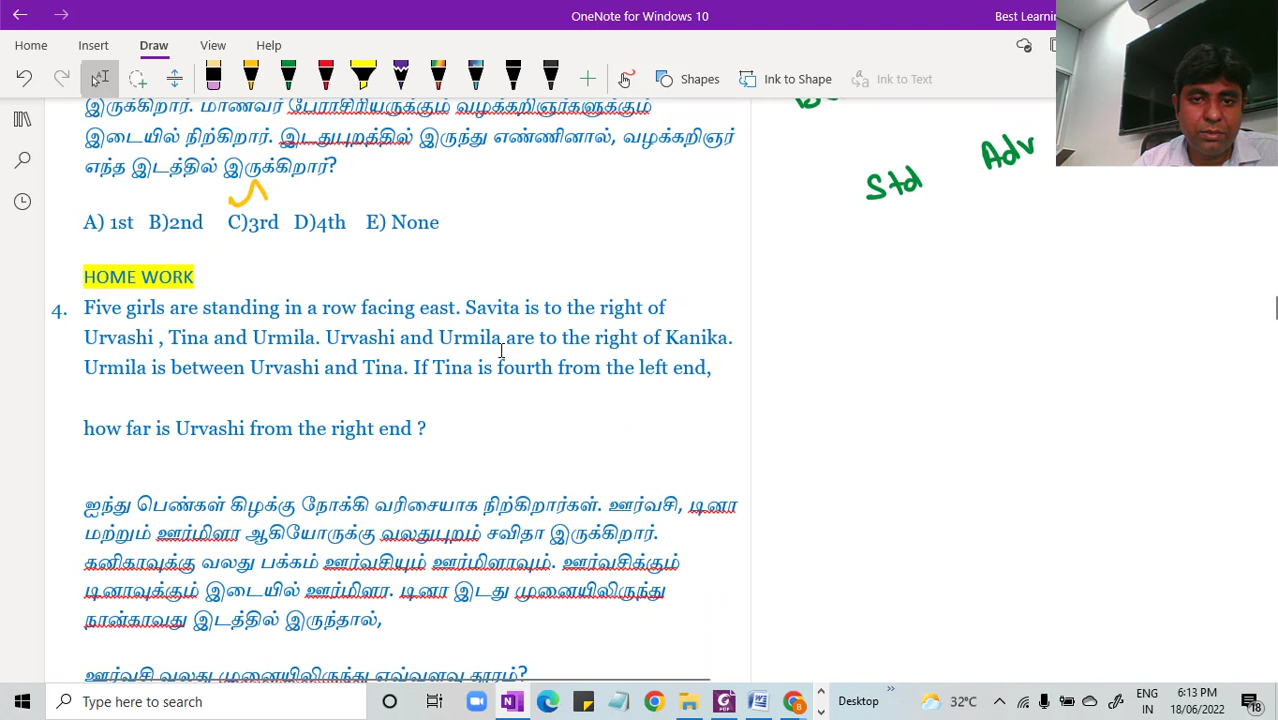 OneNote for Windows 10
Best Learnin
Home Insert Draw View Help
Shapes Ink to Shape Ink to Text
இருக்கிறார். மாணவர் பேராசிரியருக்கும் வழக்கறிஞர்களுக்கும்
இடையில் நிற்கிறார். இடதுபுறத்தில் இருந்து எண்ணினால், வழக்கறிஞர்
எந்த இடத்தில் இருக்கிறார்?
Adv
Std
A) 1st B)2nd C)3rd D)4th E) None
HOME WORK
4. Five girls are standing in a row facing east. Savita is to the right of
Urvashi , Tina and Urmila. Urvashi and Urmila are to the right of Kanika.
Urmila is between Urvashi and Tina. If Tina is fourth from the left end,
how far is Urvashi from the right end ?
ஐந்து பெண்கள் கிழக்கு நோக்கி வரிசையாக நிற்கிறார்கள். ஊர்வசி, டினா
மற்றும் ஊர்மிளா ஆகியோருக்கு வலதுபுறம் சவிதா இருக்கிறார்.
கனிகாவுக்கு வலது பக்கம் ஊர்வசியும் ஊர்மிளாவும். ஊர்வசிக்கும்
டினாவுக்கும் இடையில் ஊர்மிளா. டினா இடது முனையிலிருந்து
நான்காவது இடத்தில் இருந்தால்,
ஊர்வசி வலது முனையிலிருந்து எவ்வளவு தூரம்?
Type here to search
Desktop
32°C
ENG
IN
6:13 PM
18/06/2022
18